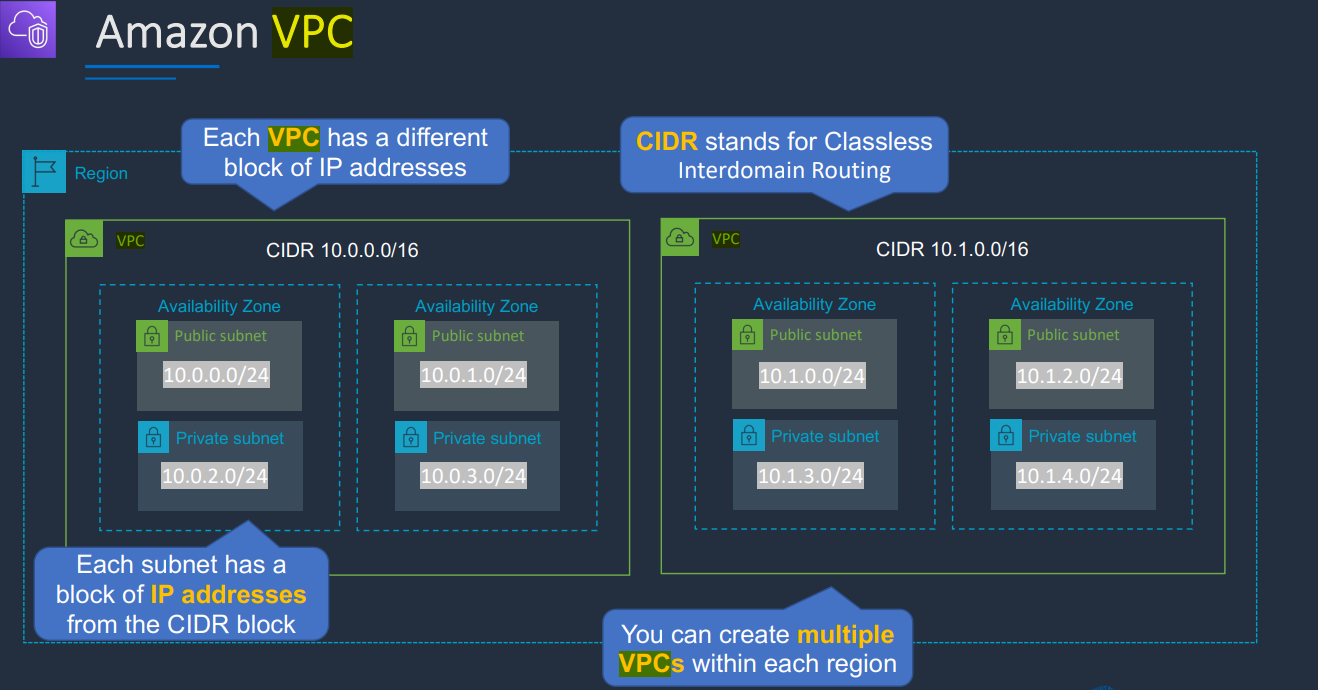 Amazon VPC
Each VPC has a different
block of IP addresses
CIDR stands for Classless
Interdomain Routing
Region
VPC
CIDR 10.0.0.0/16
Availability Zone
Public subnet
10.0.0.0/24
Private subnet
10.0.2.0/24
Availability Zone
Public subnet
10.0.1.0/24
Private subnet
10.0.3.0/24
VPC
CIDR 10.1.0.0/16
Availability Zone
Public subnet
10.1.0.0/24
Private subnet
10.1.3.0/24
Availability Zone
Public subnet
10.1.2.0/24
Private subnet
10.1.4.0/24
Each subnet has a
block of IP addresses
from the CIDR block
You can create multiple
VPCs within each region